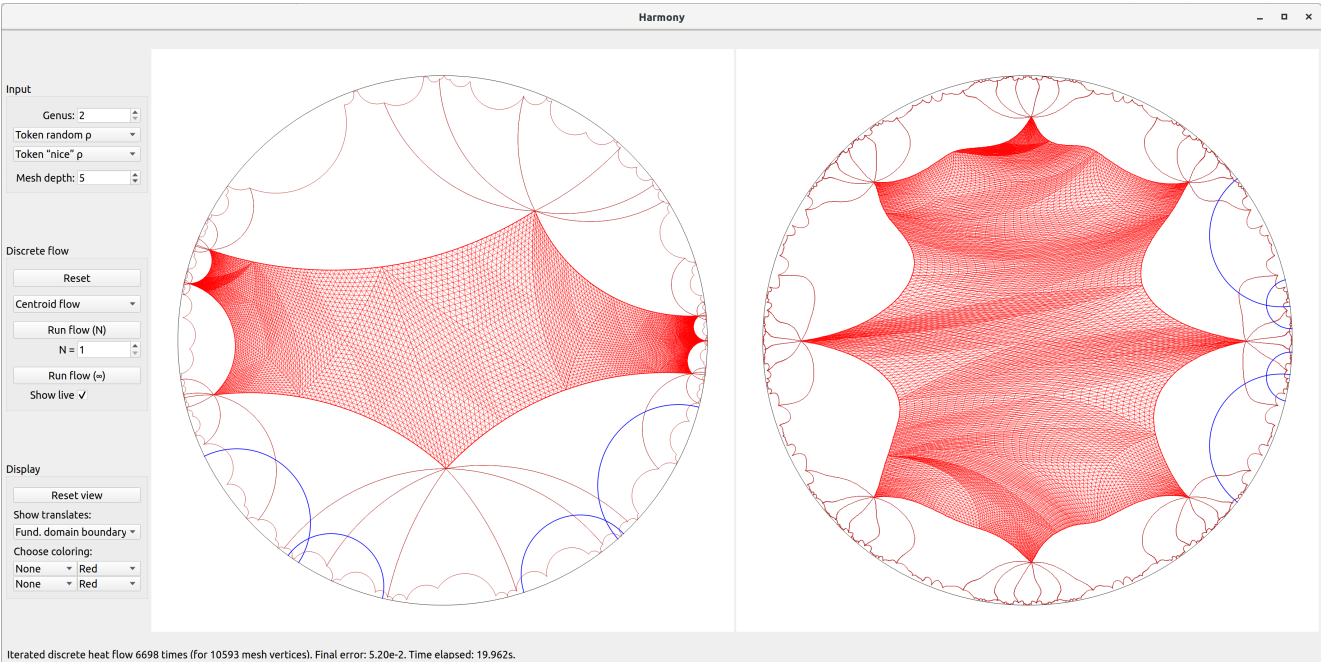 Harmony
Input
Genus: 2
Token random ρ
Token "nice" ρ
Mesh depth: 5
Discrete flow
Reset
Centroid flow
Run flow (N)
N = 1
Run flow (∞)
Show live ✓
Display
Reset view
Show translates:
Fund. domain boundary
Choose coloring:
None Red
None Red
Iterated discrete heat flow 6698 times (for 10593 mesh vertices). Final error: 5.20e-2. Time elapsed: 19.962s.